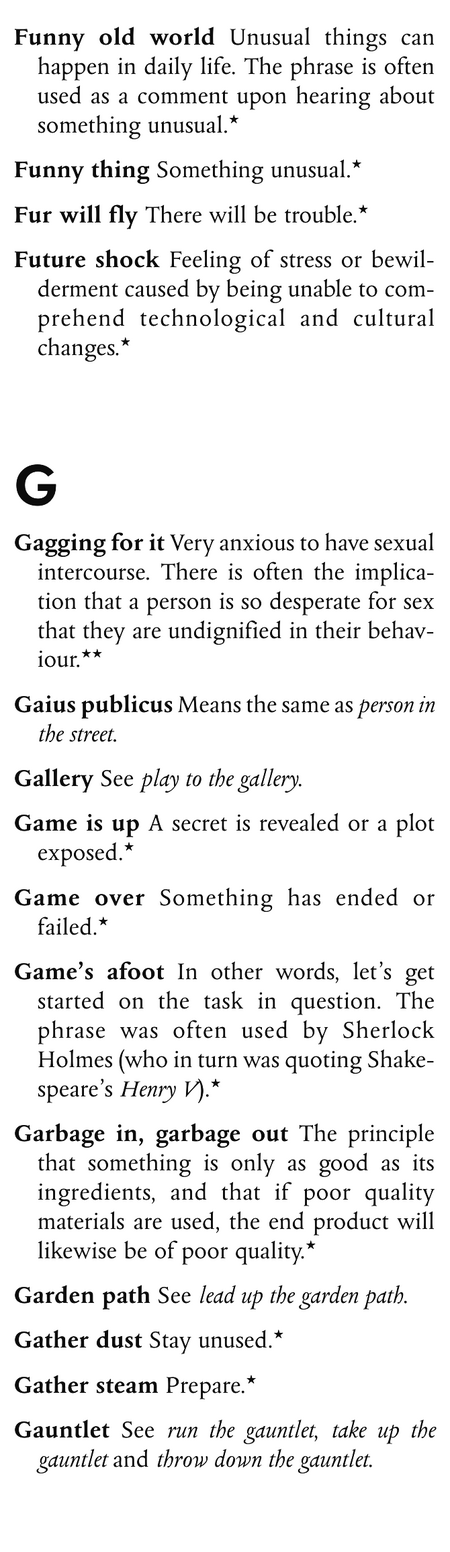 Funny old world Unusual things can
happen in daily life. The phrase is often
used as a comment upon hearing about
something unusual.★
Funny thing Something unusual.★
Fur will fly There will be trouble.★
Future shock Feeling of stress or bewil-
derment caused by being unable to com-
prehend technological and cultural
changes.★
G
Gagging for it Very anxious to have sexual
intercourse. There is often the implica-
tion that a person is so desperate for sex
that they are undignified in their behav-
iour.★★
Gaius publicus Means the same as person in
the street.
Gallery See play to the gallery.
Game is up A secret is revealed or a plot
exposed.★
Game over Something has ended or
failed.★
Game’s afoot In other words, let’s get
started on the task in question. The
phrase was often used by Sherlock
Holmes (who in turn was quoting Shake-
speare’s Henry V).★
Garbage in, garbage out The principle
that something is only as good as its
ingredients, and that if poor quality
materials are used, the end product will
likewise be of poor quality.★
Garden path See lead up the garden path.
Gather dust Stay unused.★
Gather steam Prepare.★
Gauntlet See run the gauntlet, take up the
gauntlet and throw down the gauntlet.